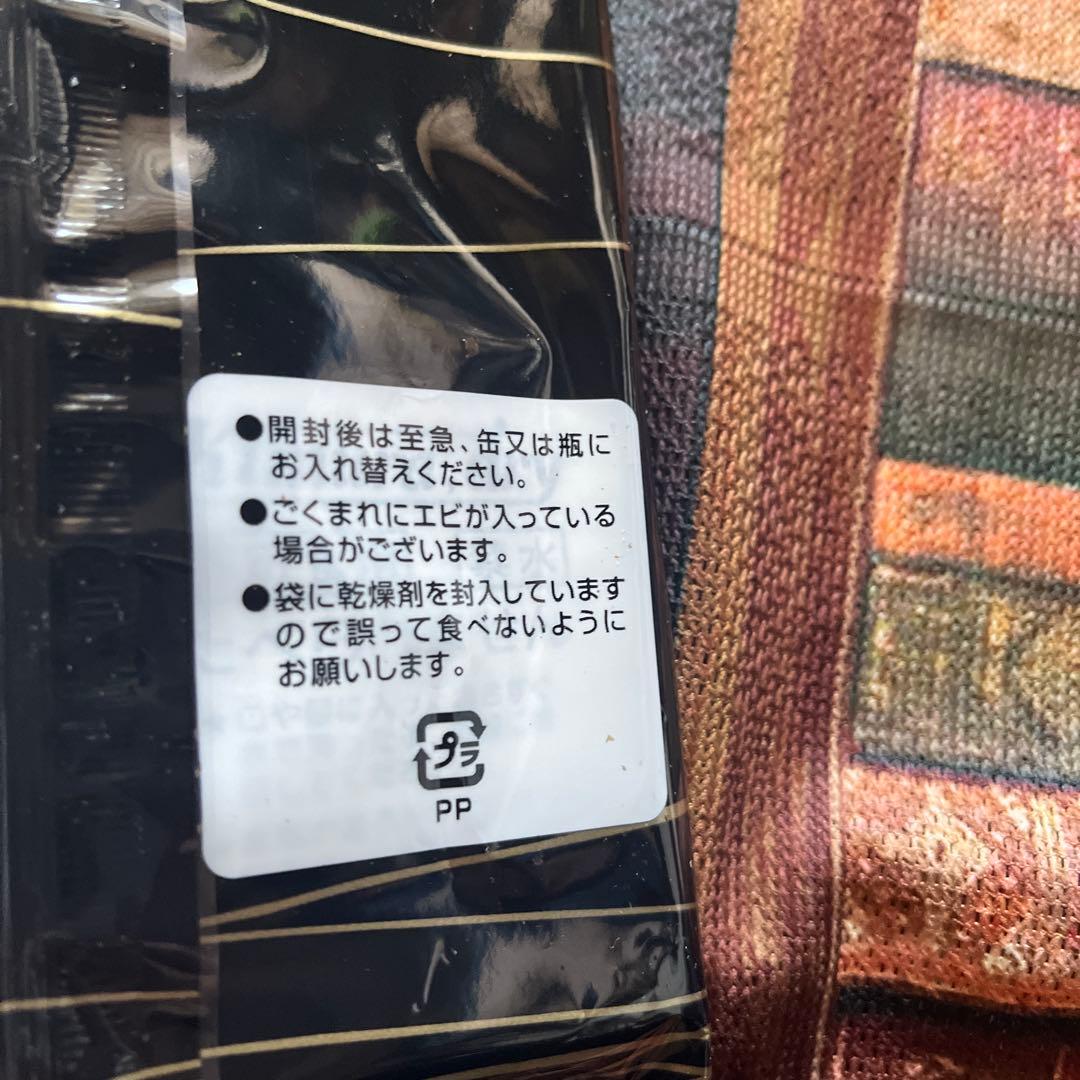 ●開封後は至急、缶又は瓶に
お入れ替えください。
●ごくまれにエビが入っている
場合がございます。
●袋に乾燥剤を封入しています
ので誤って食べないように
お願いします。
プラ
PP